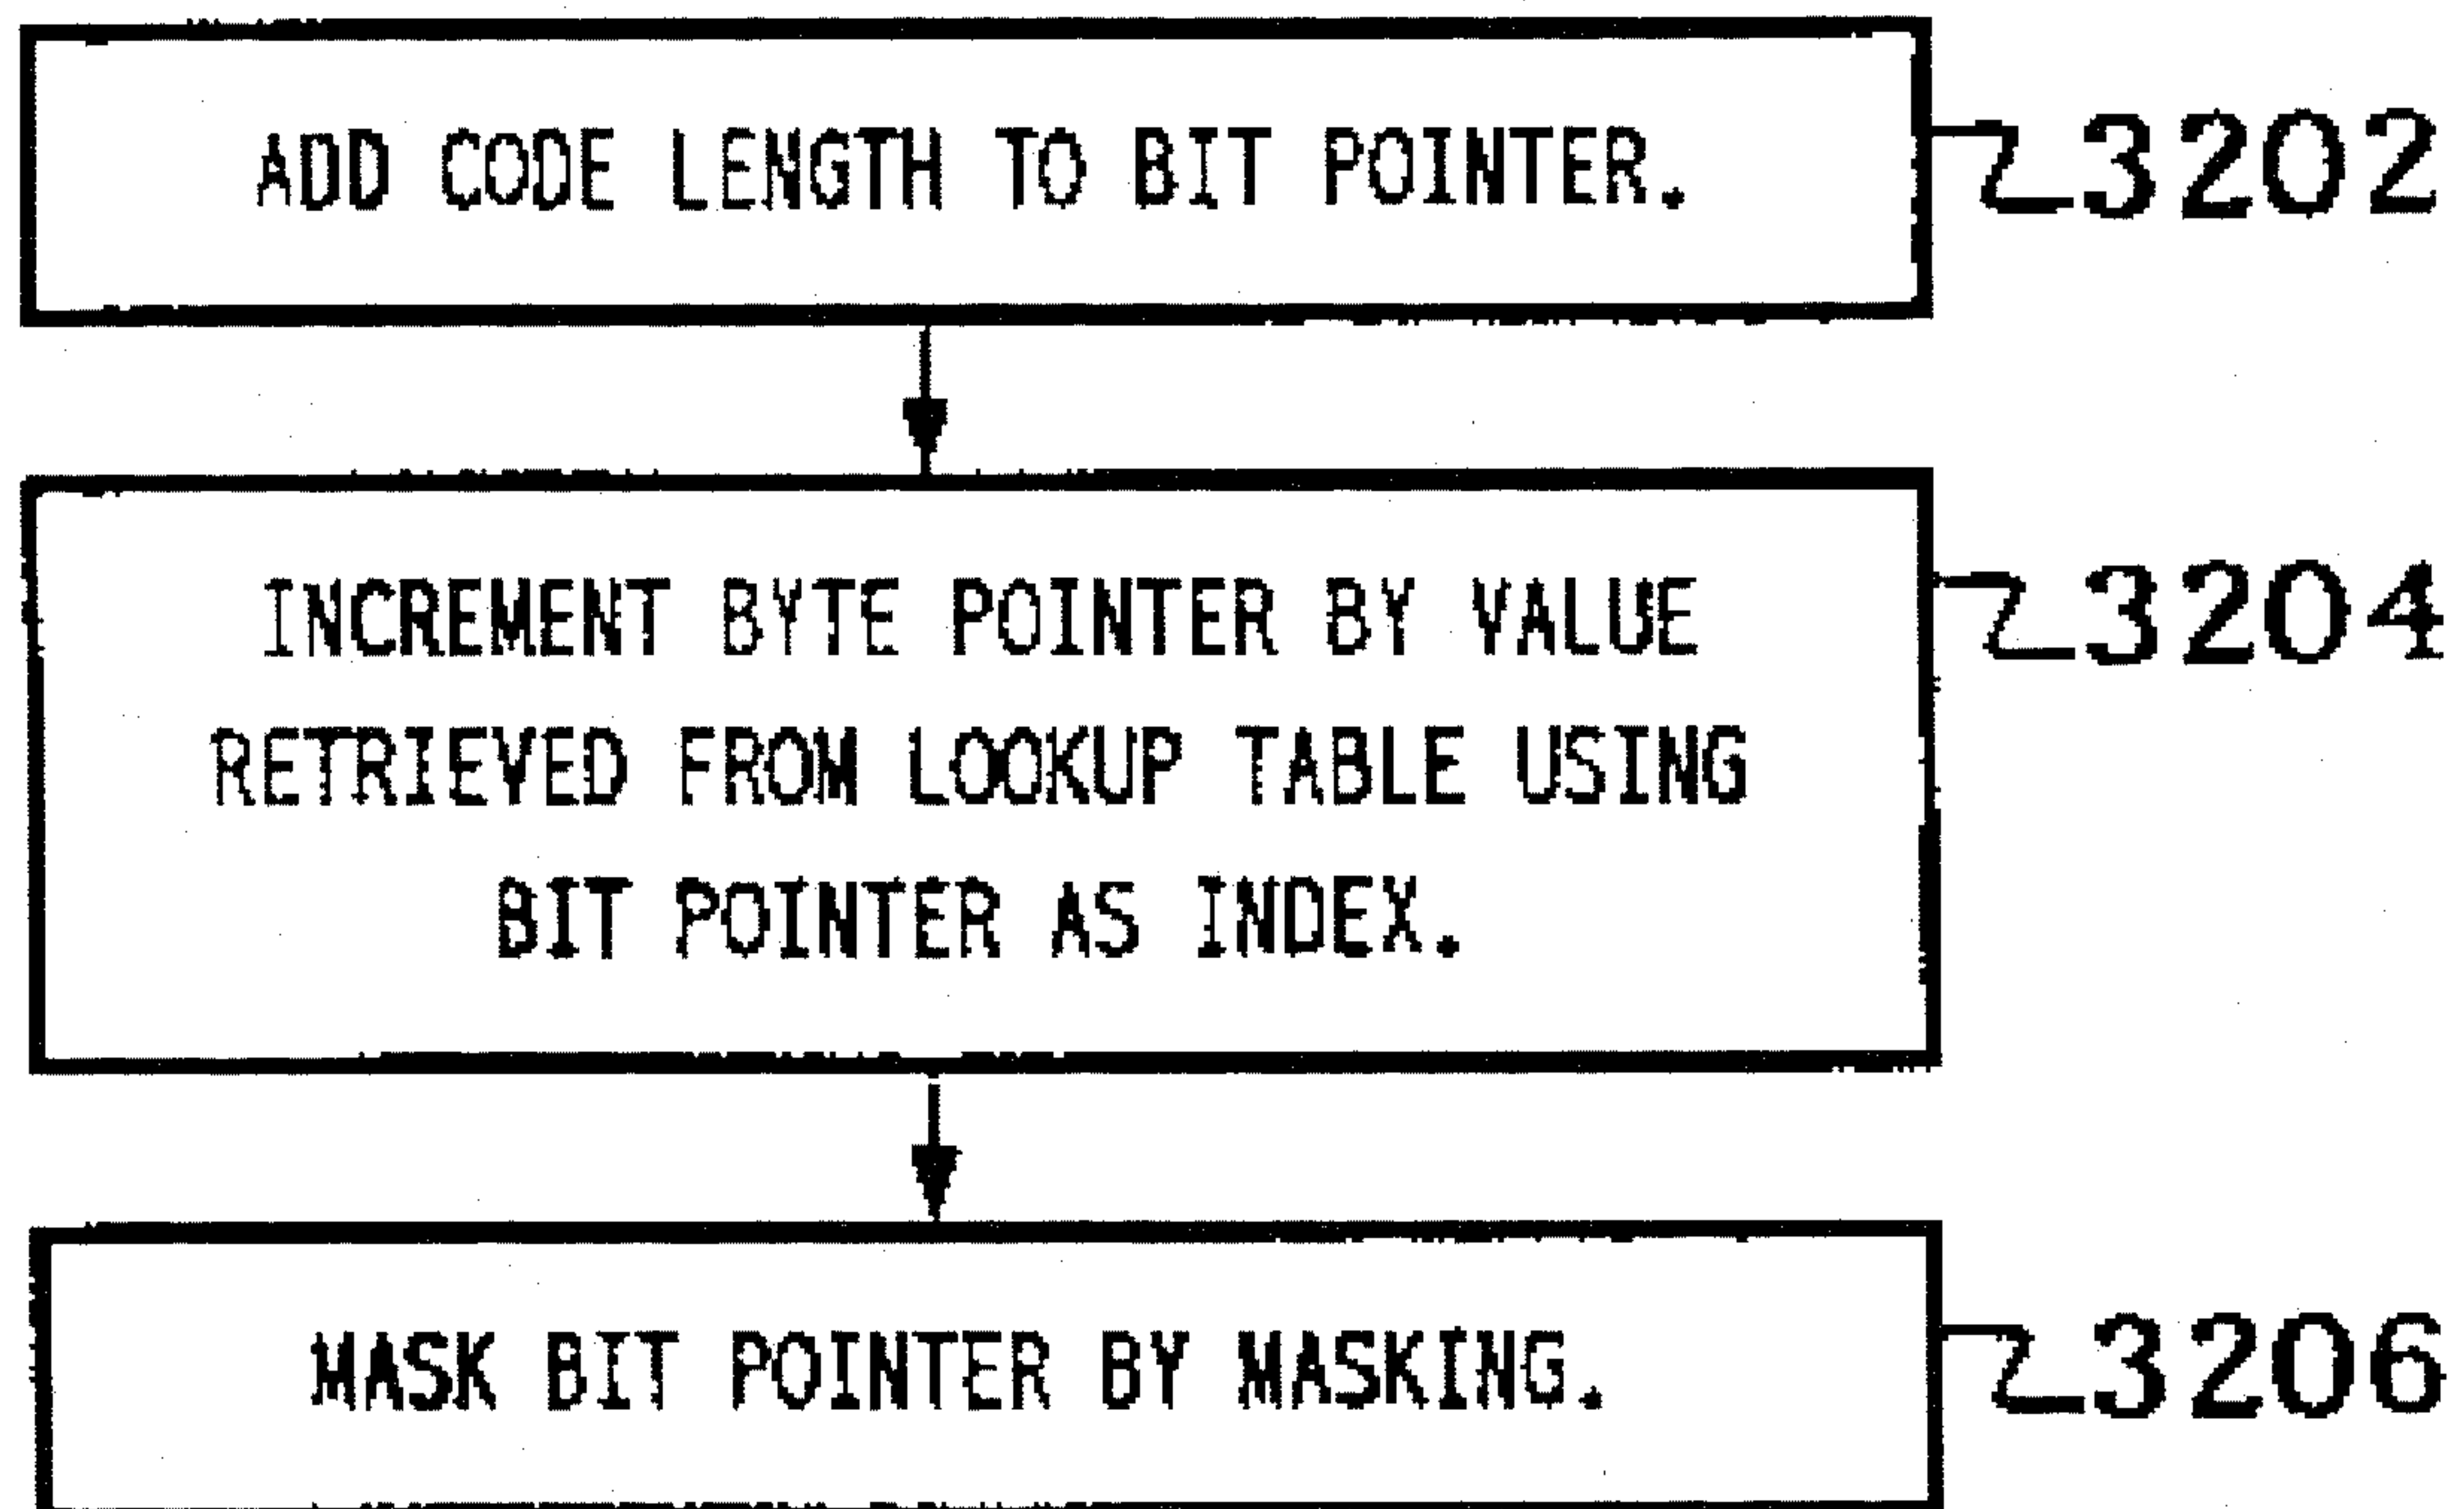 ADD CODE LENGTH TO BIT POINTER.
3202
INCREMENT BYTE POINTER BY VALUE
3204
RETRIEVED FROM LOOKUP TABLE USING
BIT POINTER AS INDEX.
MASK BIT POINTER BY MASKING.
3206